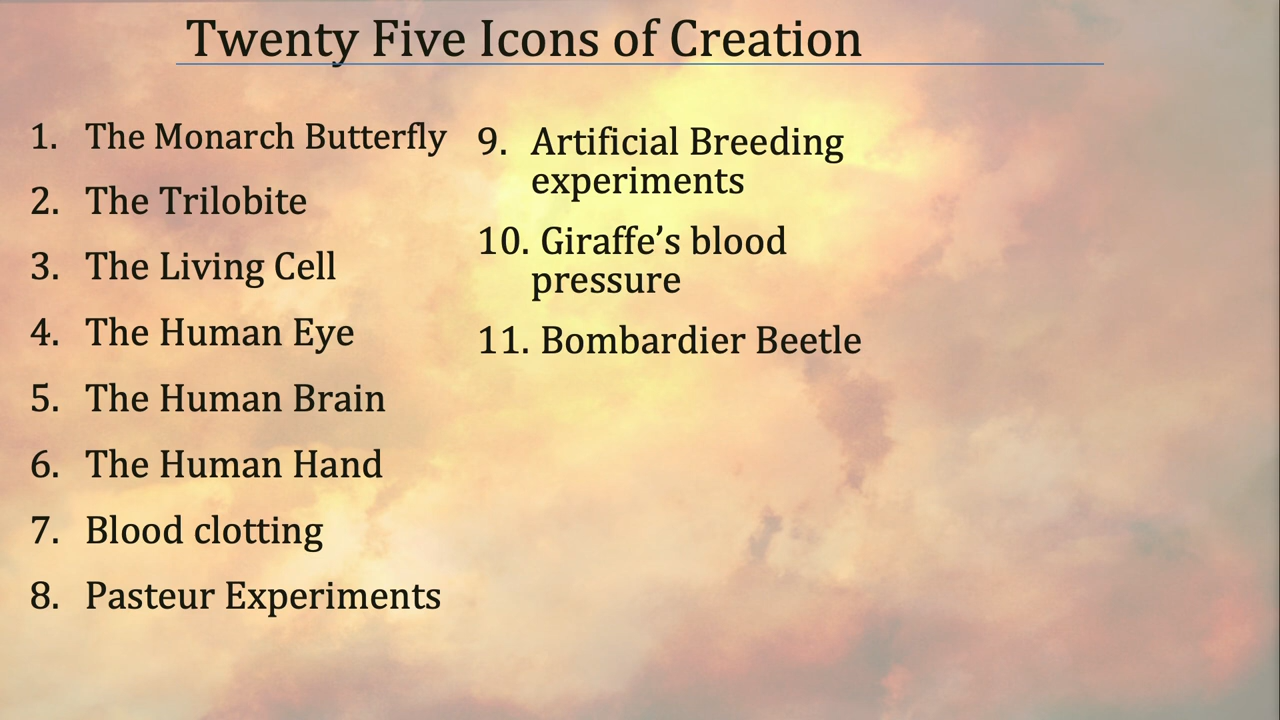 Twenty Five Icons of Creation
1. The Monarch Butterfly
2. The Trilobite
3. The Living Cell
4. The Human Eye
5. The Human Brain
6. The Human Hand
7. Blood clotting
8. Pasteur Experiments
9. Artificial Breeding
experiments
10. Giraffe’s blood
pressure
11. Bombardier Beetle